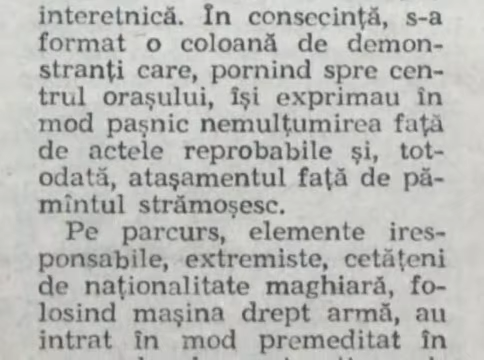 interetnică. În consecință, s-a
format o coloană de demon-
stranți care, pornind spre cen-
trul orașului, își exprimau în
mod pașnic nemulțumirea față
de actele reprobabile și, tot-
odată, atașamentul față de pă-
mîntul strămoșesc.
Pe parcurs, elemente ires-
ponsabile, extremiste, cetățeni
de naționalitate maghiară, fo-
losind mașina drept armă, au
intrat în mod premeditat în